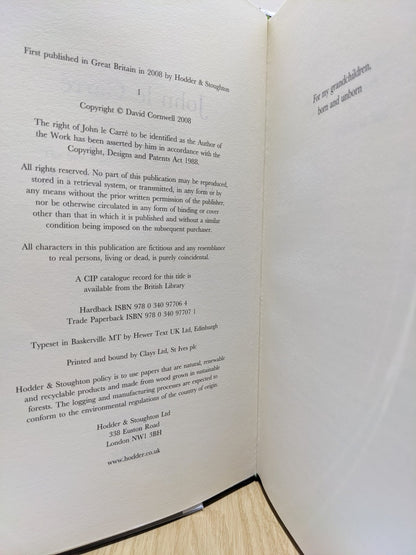 First published in Great Britain in 2008 by Hodder & Stoughton
1
Copyright © David Cornwell 2008
The right of John le Carré to be identified as the Author of
the Work has been asserted by him in accordance with the
Copyright, Designs and Patents Act 1988.
All rights reserved. No part of this publication may be reproduced,
stored in a retrieval system, or transmitted, in any form or by
any means without the prior written permission of the publisher,
nor be otherwise circulated in any form of binding or cover
other than that in which it is published and without a similar
condition being imposed on the subsequent purchaser.
All characters in this publication are fictitious and any resemblance
to real persons, living or dead, is purely coincidental.
A CIP catalogue record for this title is
available from the British Library
Hardback ISBN 978 0 340 97706 4
Trade Paperback ISBN 978 0 340 97707 1
Typeset in Baskerville MT by Hewer Text UK Ltd, Edinburgh
Printed and bound by Clays Ltd, St Ives plc
Hodder & Stoughton policy is to use papers that are natural, renewable
and recyclable products and made from wood grown in sustainable
forests. The logging and manufacturing processes are expected to
conform to the environmental regulations of the country of origin.
Hodder & Stoughton Ltd
338 Euston Road
London NW1 3BH
www.hodder.co.uk
For my grandchildren,
born and unborn